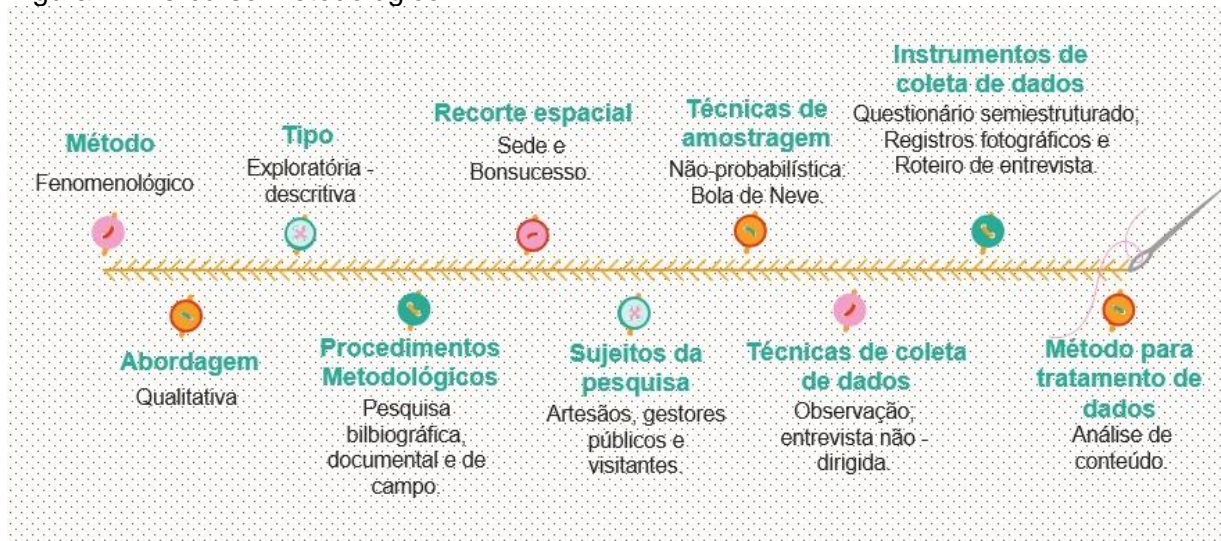 Método
Fenomenológico
Tipo
Exploratória -
descritiva
Recorte espacial
Sede e
Bonsucesso.
Técnicas de
amostragem
Não-probabilística:
Bola de Neve.
Instrumentos de
coleta de dados
Questionário semiestruturado;
Registros fotográficos e
Roteiro de entrevista.
Abordagem
Qualitativa
Procedimentos
Metodológicos
Pesquisa
bilbiográfica,
documental e de
campo.
Sujeitos da
pesquisa
Artesãos, gestores
públicos e
visitantes.
Técnicas de coleta
de dados
Observação;
entrevista não -
dirigida.
Método para
tratamento de
dados
Análise de
conteúdo.